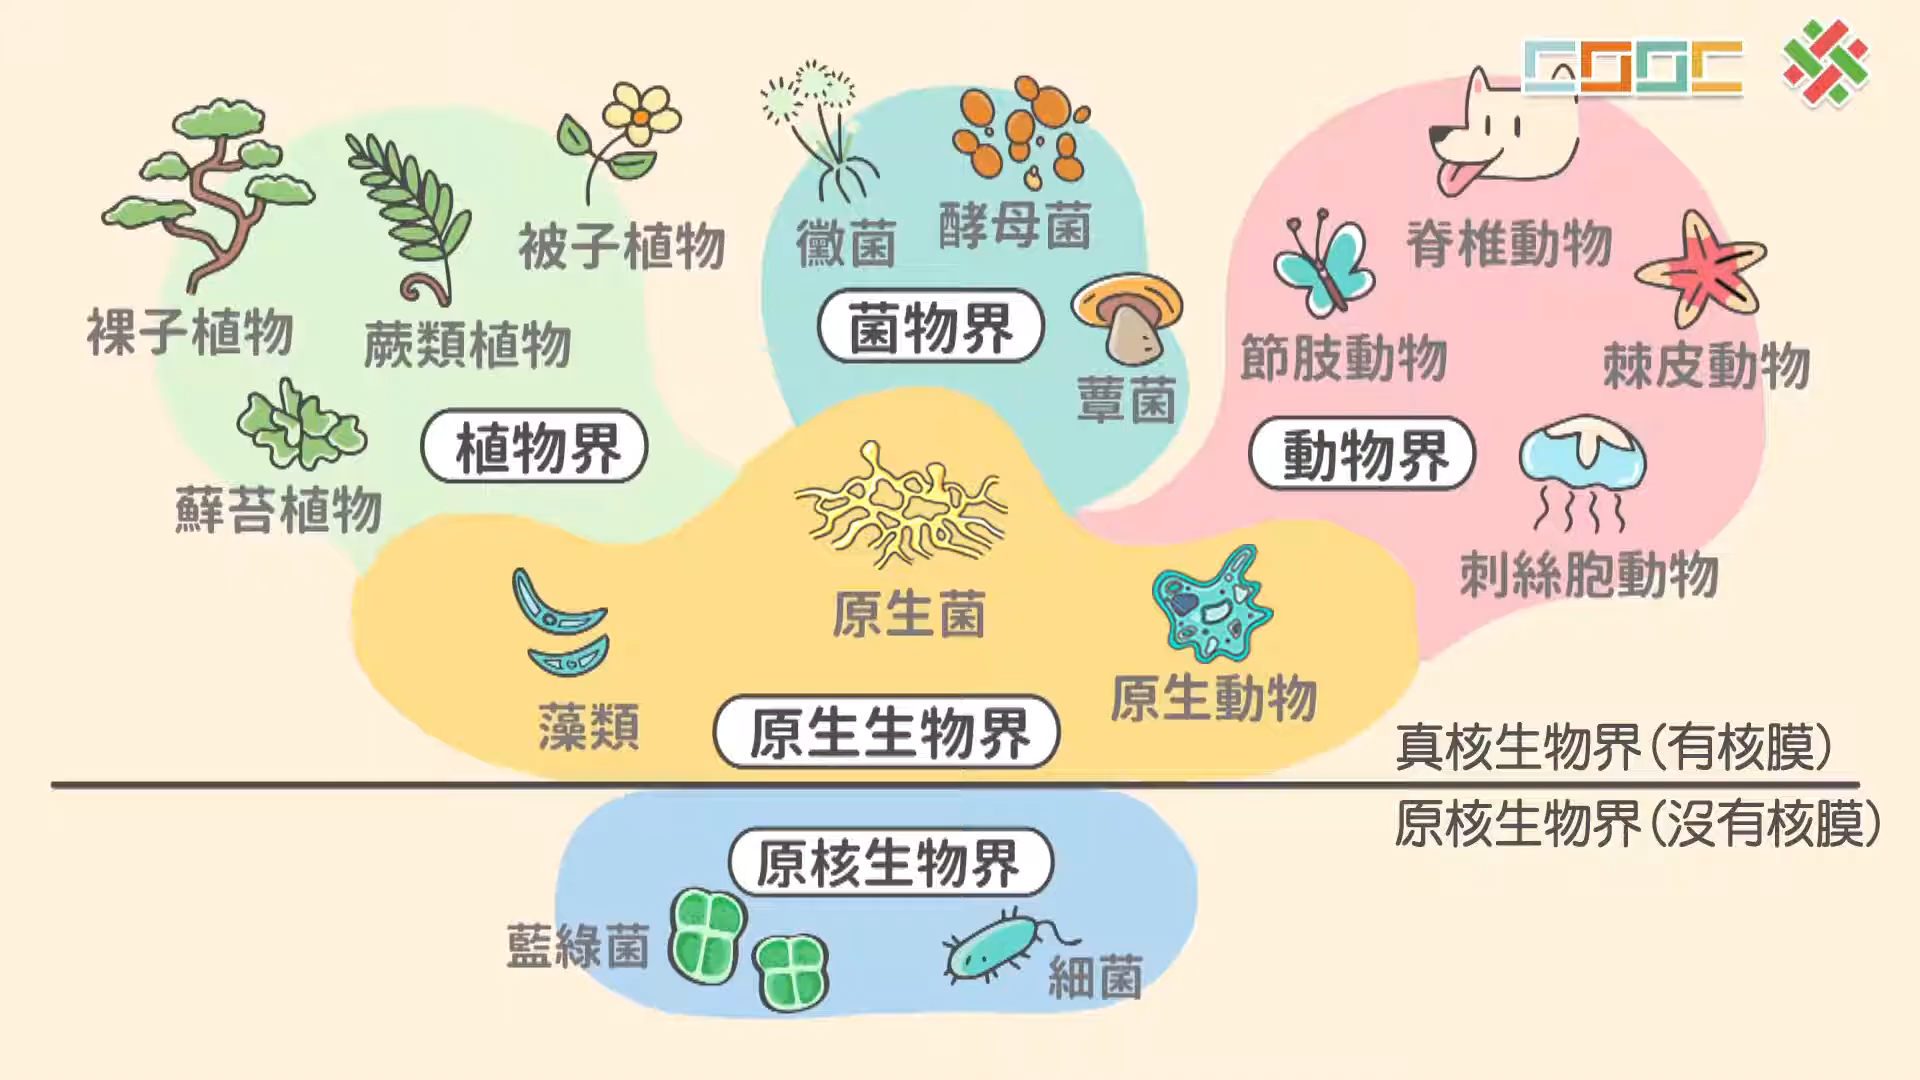 COOC
被子植物
黴菌
酵母菌
脊椎動物
裸子植物
蕨類植物
菌物界
節肢動物
棘皮動物
蕈菌
植物界
動物界
蘚苔植物
刺絲胞動物
原生菌
原生動物
藻類
原生生物界
真核生物界(有核膜)
原核生物界(沒有核膜)
原核生物界
藍綠菌
細菌